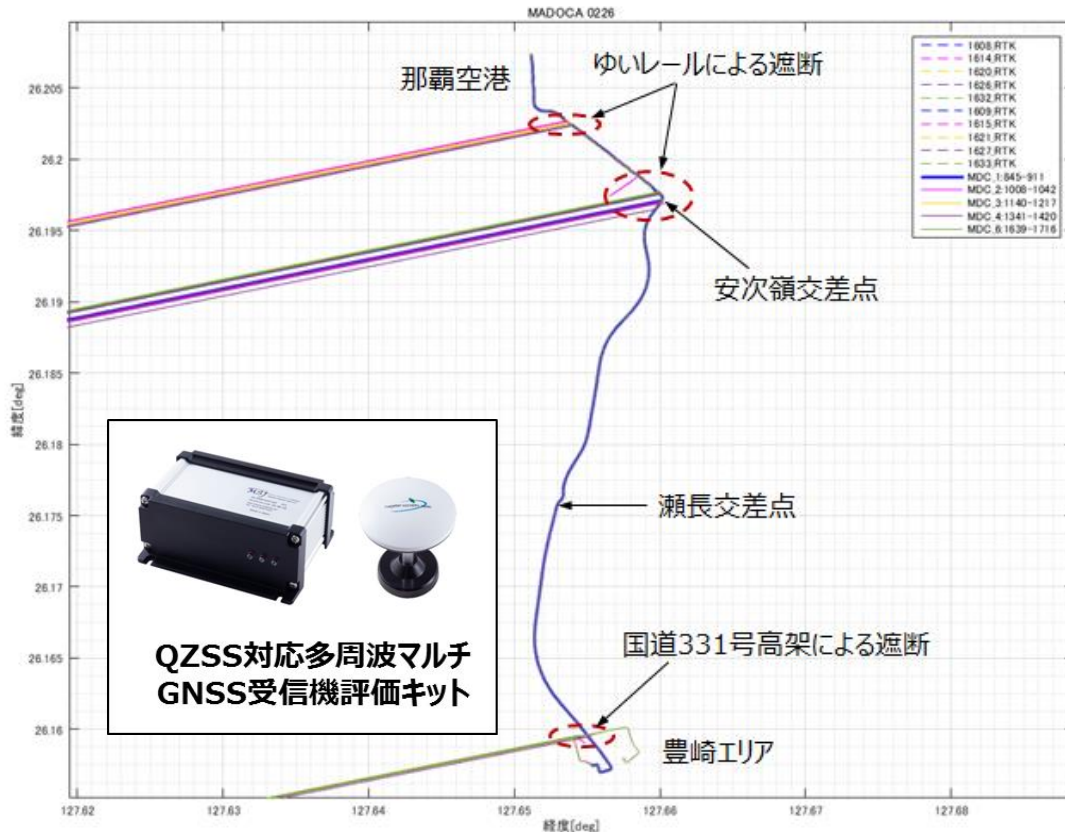 MADOCA 0226
那覇空港
ゆいレールによる遮断
1608,RTK
1614,RTK
1620,RTK
1626,RTK
1632,RTK
1609,RTK
1615,RTK
1621,RTK
1627,RTK
1633,RTK
MDC_1:845-911
MDC_2:1008-1042
MDC_3:1140-1217
MDC_4:1341-1420
MDC_6:1639-1716
26.205
26.2
26.195
26.19
26.185
26.18
26.175
26.17
26.165
26.16
緯度[deg]
安次嶺交差点
瀬長交差点
国道331号高架による遮断
豊崎エリア
QZSS対応多周波マルチ
GNSS受信機評価キット
127.62
127.63
127.64
127.65
127.66
127.67
127.68
経度[deg]